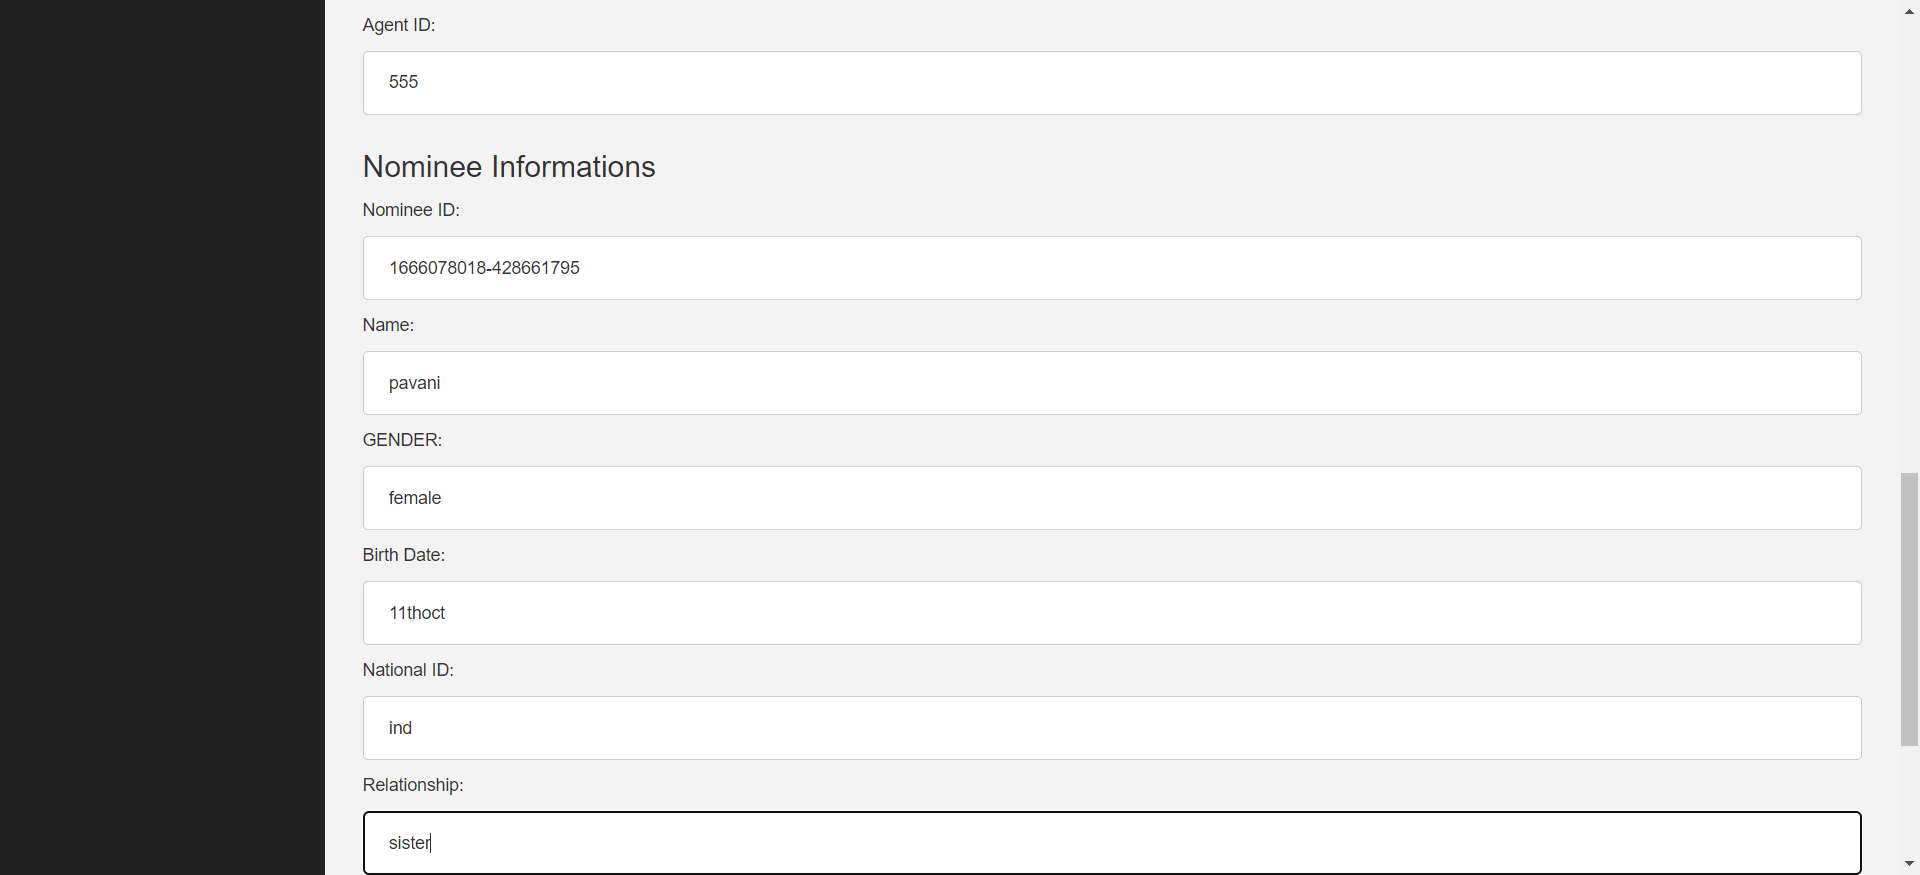 Agent ID:
555
Nominee Informations
Nominee ID:
1666078018-428661795
Name:
pavani
GENDER:
female
Birth Date:
11thoct
National ID:
ind
Relationship:
sister